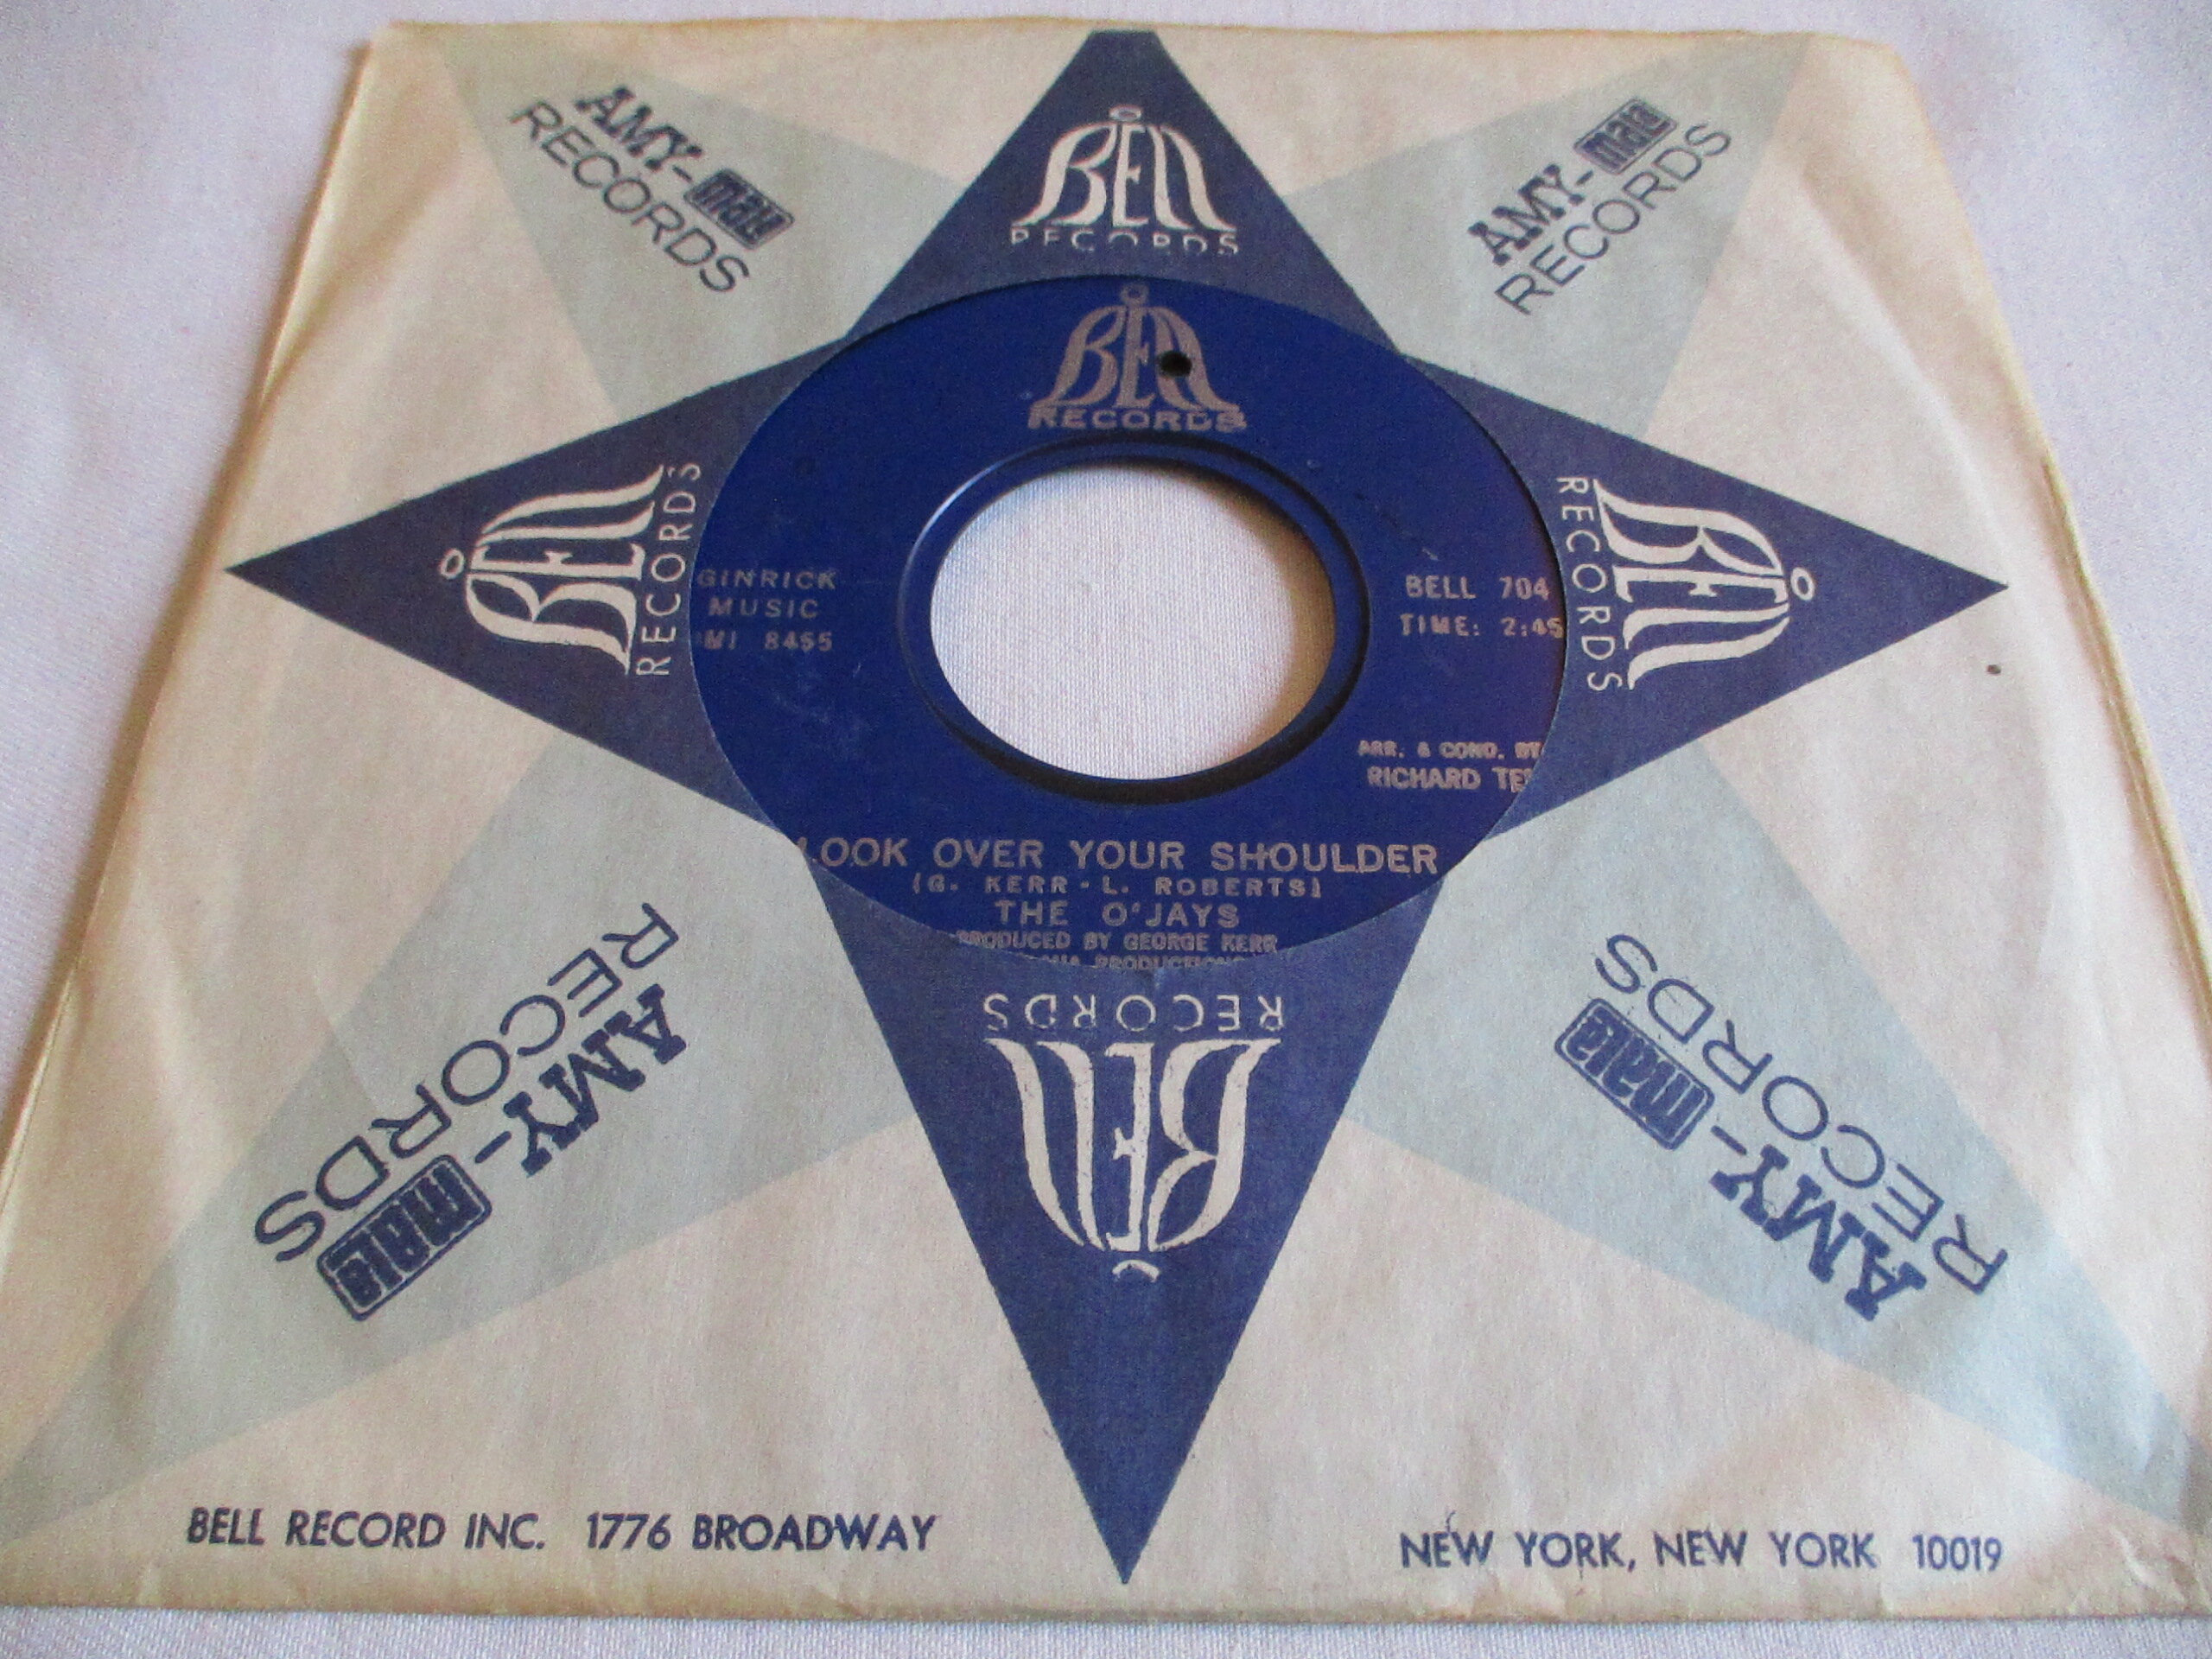 AMY-mala
RECORDS
BELL
RECORDS
AMY-mala
RECORDS
BELL
RECORDS
BELL
RECORDS
BELL
RECORDS
GINRICK
MUSIC
BMI 8455
BELL 704
TIME: 2:45
ARR. & COND. BY
RICHARD
LOOK OVER YOUR SHOULDER
(G. KERR - L. ROBERTS)
THE O'JAYS
PRODUCED BY GEORGE KERR
PRODUCTIONS
AMY-mala
RECORDS
BELL
RECORDS
AMY-mala
RECORDS
BELL RECORD INC. 1776 BROADWAY
NEW YORK, NEW YORK 10019